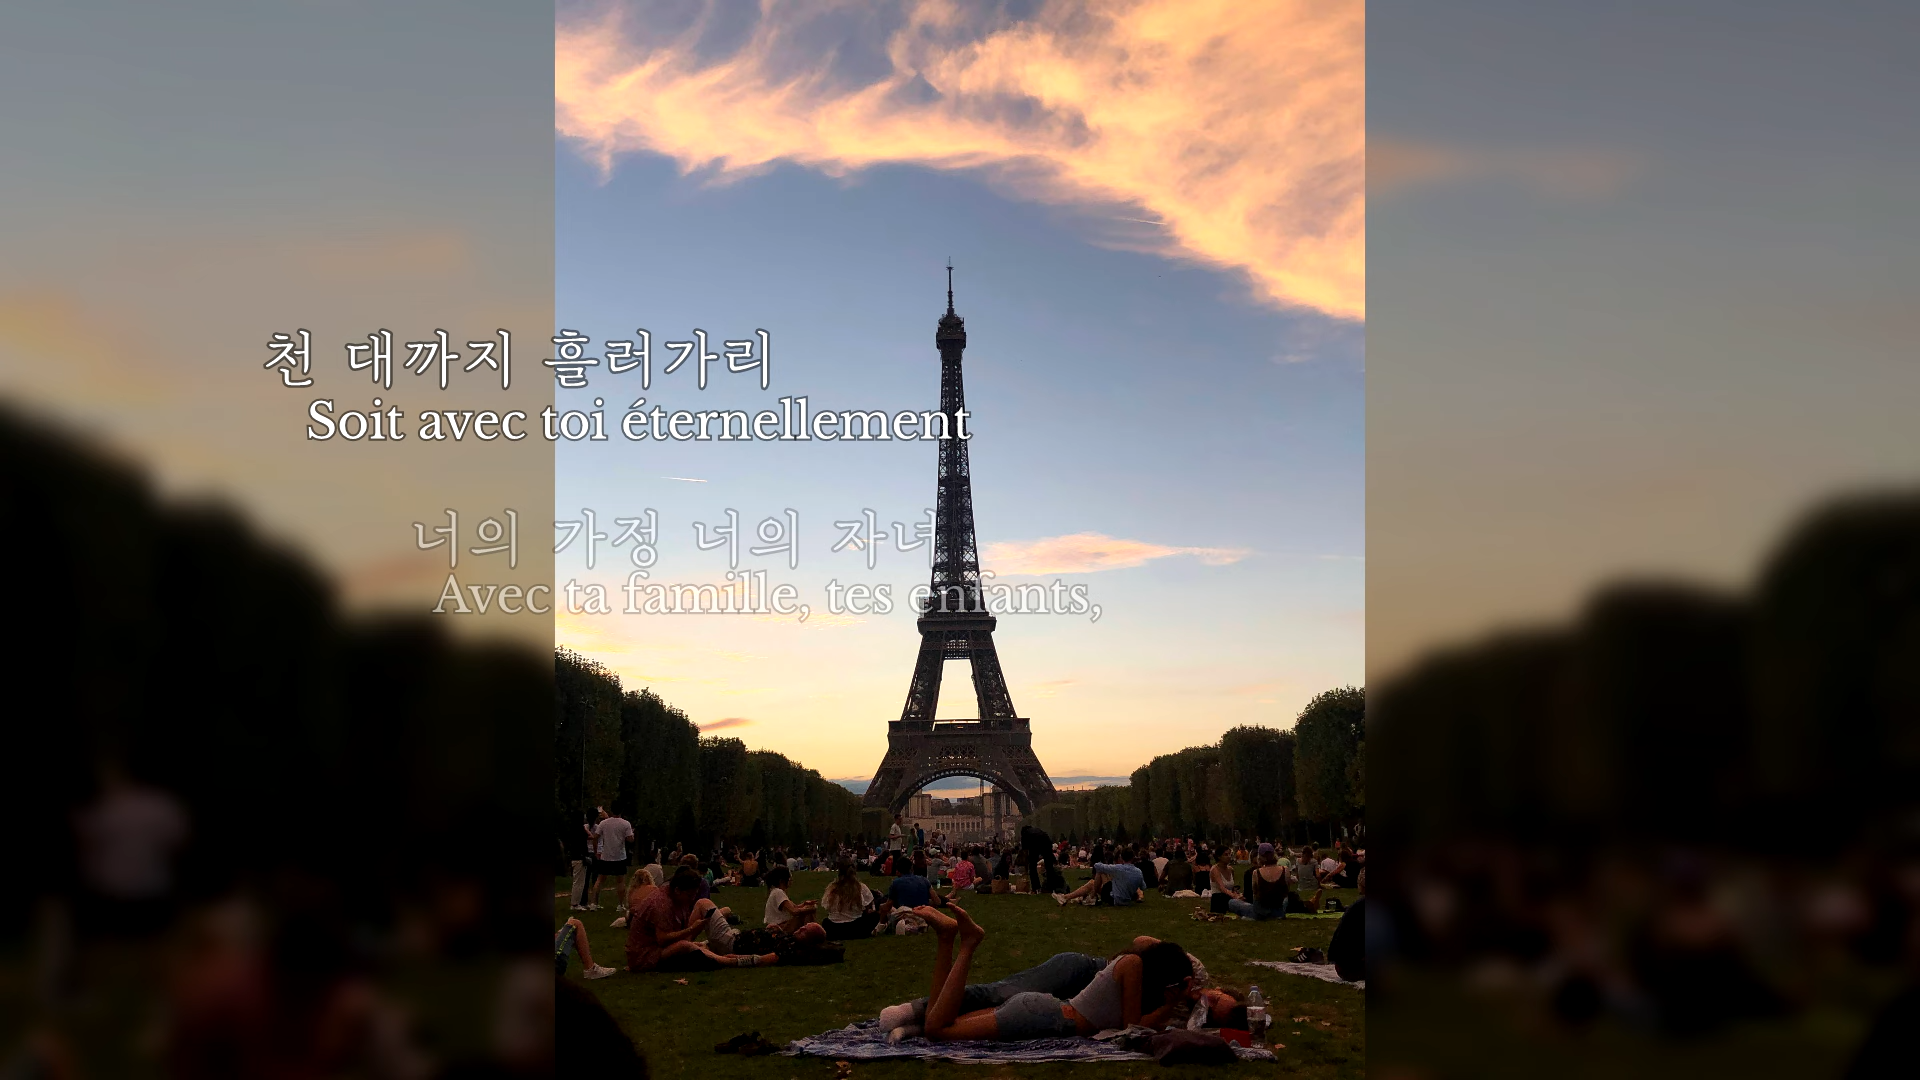 천 대까지 흘러가리
Soit avec toi éternellement
너의 가정 너의 자녀
Avec ta famille, tes enfants,